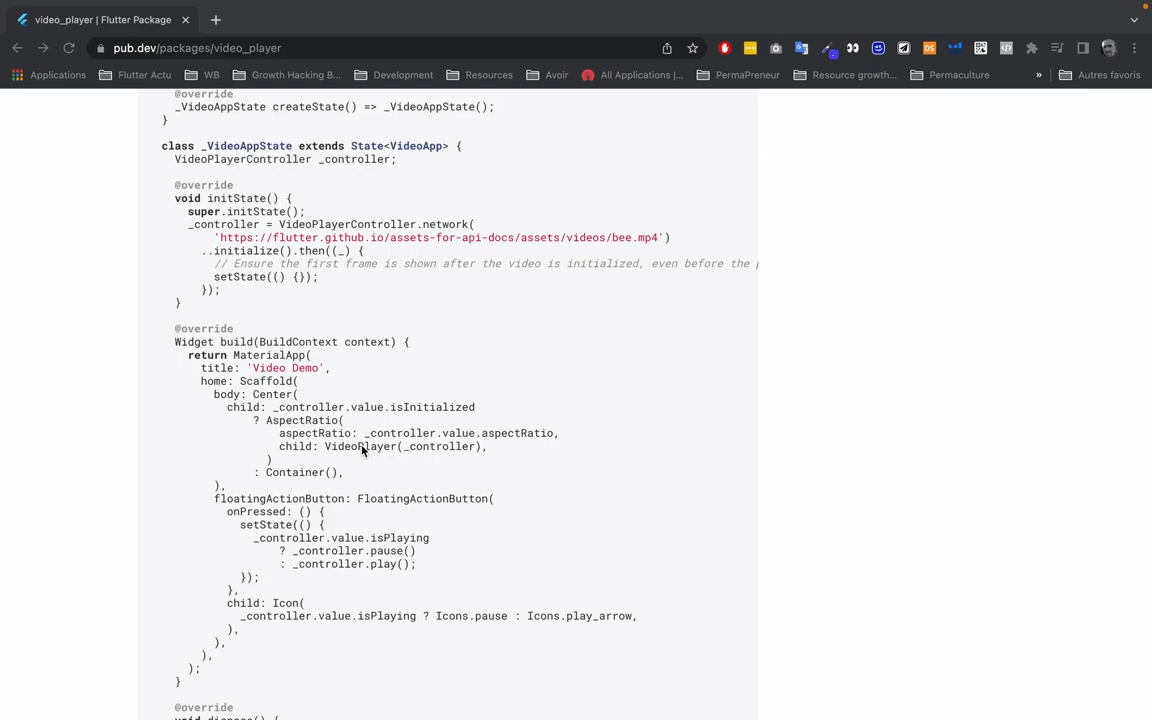 video_player | Flutter Package
pub.dev/packages/video_player
Applications
Flutter Actu
WB
Growth Hacking B...
Development
Resources
Avoir
All Applications |...
PermaPreneur
Resource growth...
Permaculture
»
Autres favoris
@override
_VideoAppState createState() => _VideoAppState();
}
class _VideoAppState extends State<VideoApp> {
VideoPlayerController _controller;
@override
void initState() {
super.initState();
_controller = VideoPlayerController.network(
'https://flutter.github.io/assets-for-api-docs/assets/videos/bee.mp4')
..initialize().then((_) {
// Ensure the first frame is shown after the video is initialized, even before the
setState(() {});
});
}
@override
Widget build(BuildContext context) {
return MaterialApp(
title: 'Video Demo',
home: Scaffold(
body: Center(
child: _controller.value.isInitialized
? AspectRatio(
aspectRatio: _controller.value.aspectRatio,
child: VideoPlayer(_controller),
)
: Container(),
),
floatingActionButton: FloatingActionButton(
onPressed: () {
setState(() {
_controller.value.isPlaying
? _controller.pause()
: _controller.play();
});
},
child: Icon(
_controller.value.isPlaying ? Icons.pause : Icons.play_arrow,
),
),
),
);
}
@override
void dispose() {